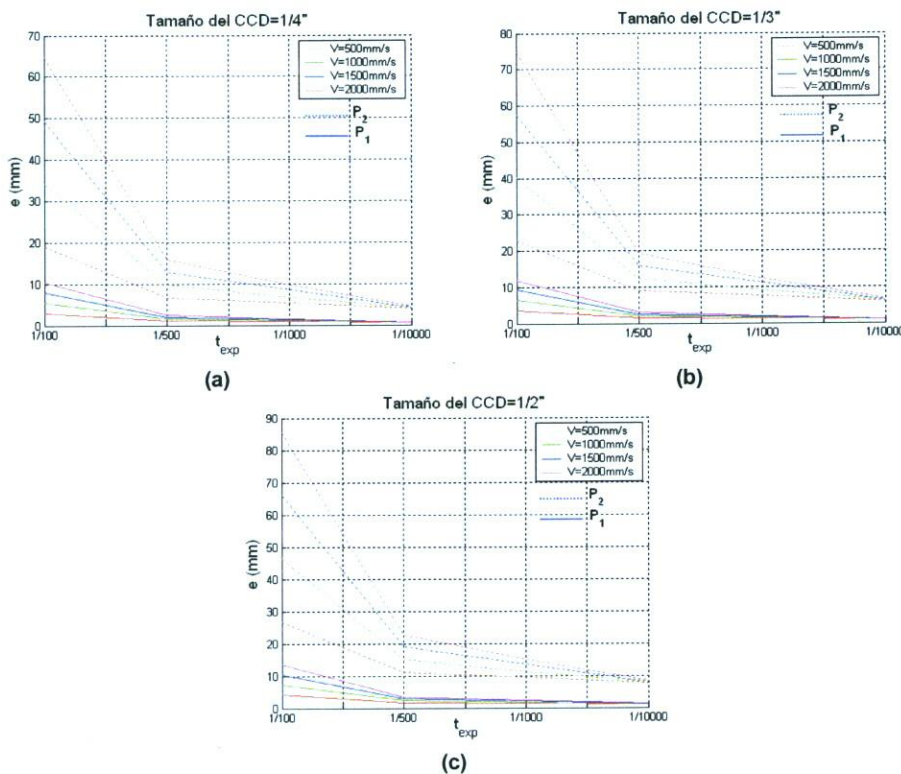 Tamaño del CCD=1/4"
70
60
50
40
30
20
10
0
e (mm)
V=500mm/s
V=1000mm/s
V=1500mm/s
V=2000mm/s
P2
P1
1/100
1/500
1/1000
1/10000
texp
(a)
Tamaño del CCD=1/3"
80
70
60
50
40
30
20
10
0
e (mm)
V=500mm/s
V=1000mm/s
V=1500mm/s
V=2000mm/s
P2
P1
1/100
1/500
1/1000
1/10000
texp
(b)
Tamaño del CCD=1/2"
90
80
70
60
50
40
30
20
10
0
e (mm)
V=500mm/s
V=1000mm/s
V=1500mm/s
V=2000mm/s
P2
P1
1/100
1/500
1/1000
1/10000
texp
(c)